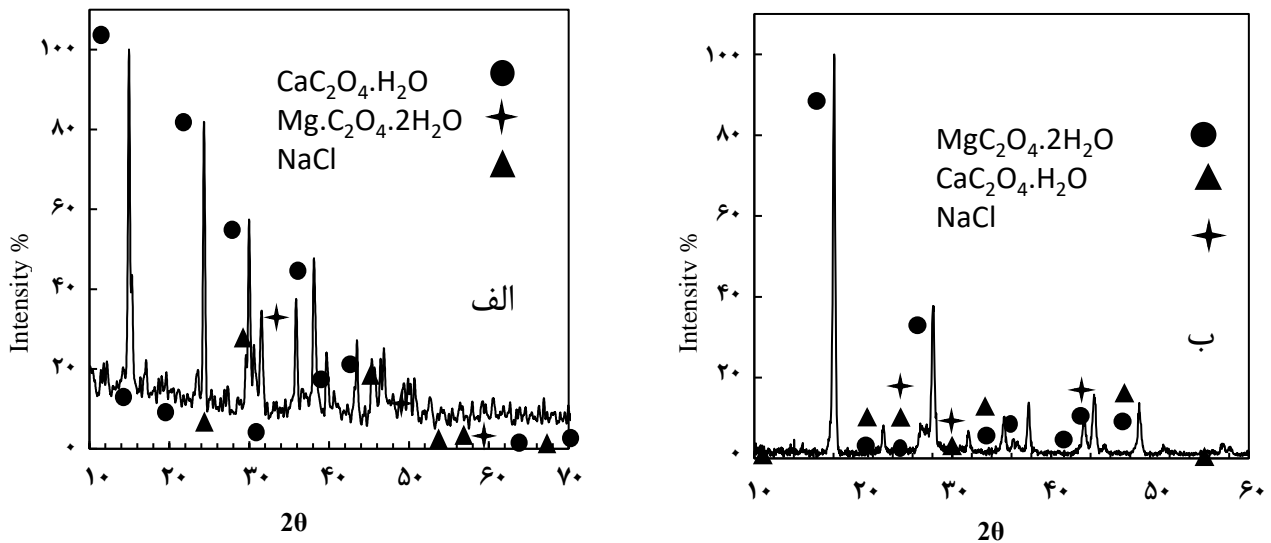 Intensity %
۱۰۰
۸۰
۶۰
۴۰
۲۰
۰
CaC₂O₄.H₂O
Mg.C₂O₄.2H₂O
NaCl
الف
۱۰ ۲۰ ۳۰ ۴۰ ۵۰ ۶۰ ۷۰
2θ
Intensity %
۱۰۰
۸۰
۶۰
۴۰
۲۰
۰
MgC₂O₄.2H₂O
CaC₂O₄.H₂O
NaCl
ب
۱۰ ۲۰ ۳۰ ۴۰ ۵۰ ۶۰
2θ